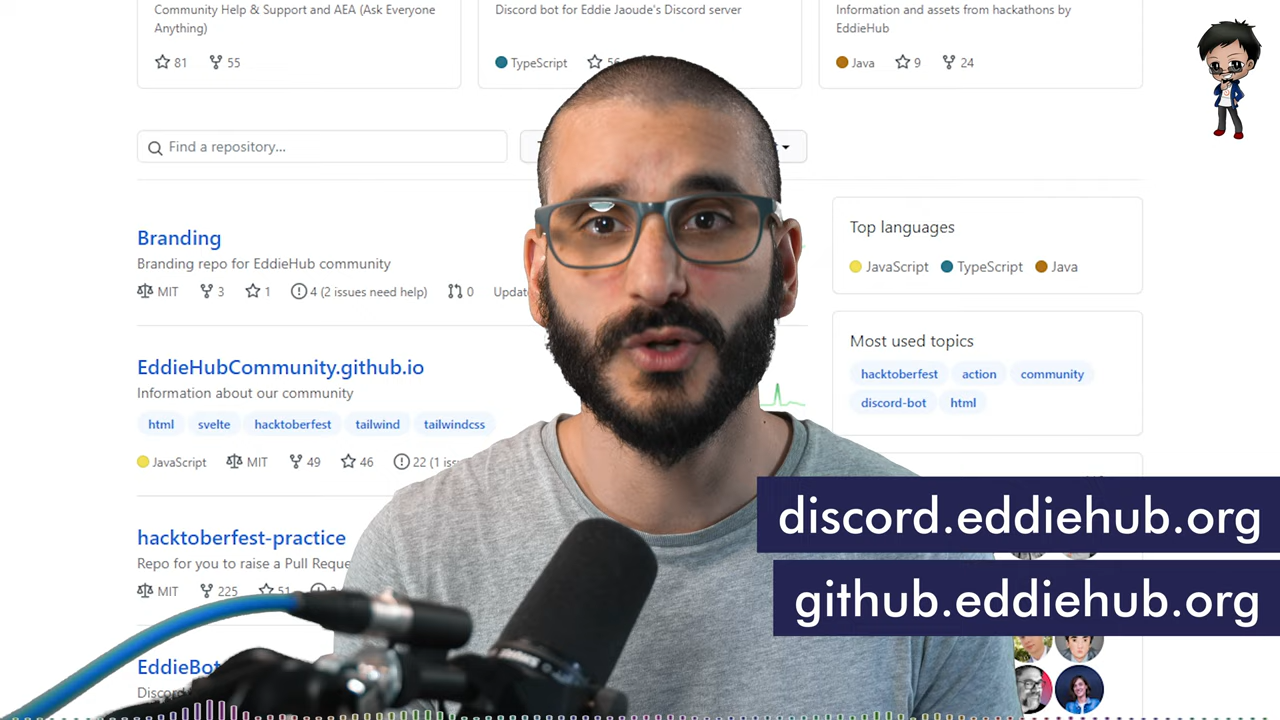 Community Help & Support and AEA (Ask Everyone
Anything)
81 55
Discord bot for Eddie Jaoude's Discord server
TypeScript 56
Information and assets from hackathons by
EddieHub
Java 9 24
Find a repository...
Branding
Branding repo for EddieHub community
MIT 3 1 4 (2 issues need help) 0
EddieHubCommunity.github.io
Information about our community
html svelte hacktoberfest tailwind tailwindcss
JavaScript MIT 49 46 22 (1
hacktoberfest-practice
Repo for you to raise a Pull
MIT 225 51
Top languages
JavaScript TypeScript Java
Most used topics
hacktoberfest action community
discord-bot html
discord.eddiehub.org
github.eddiehub.org